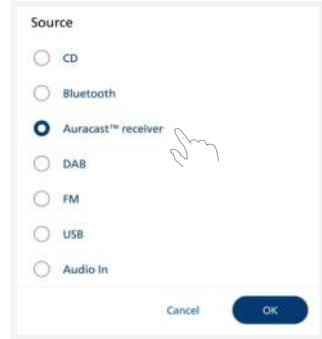 Source
CD
Bluetooth
Auracast™ receiver
DAB
FM
USB
Audio In
Cancel OK